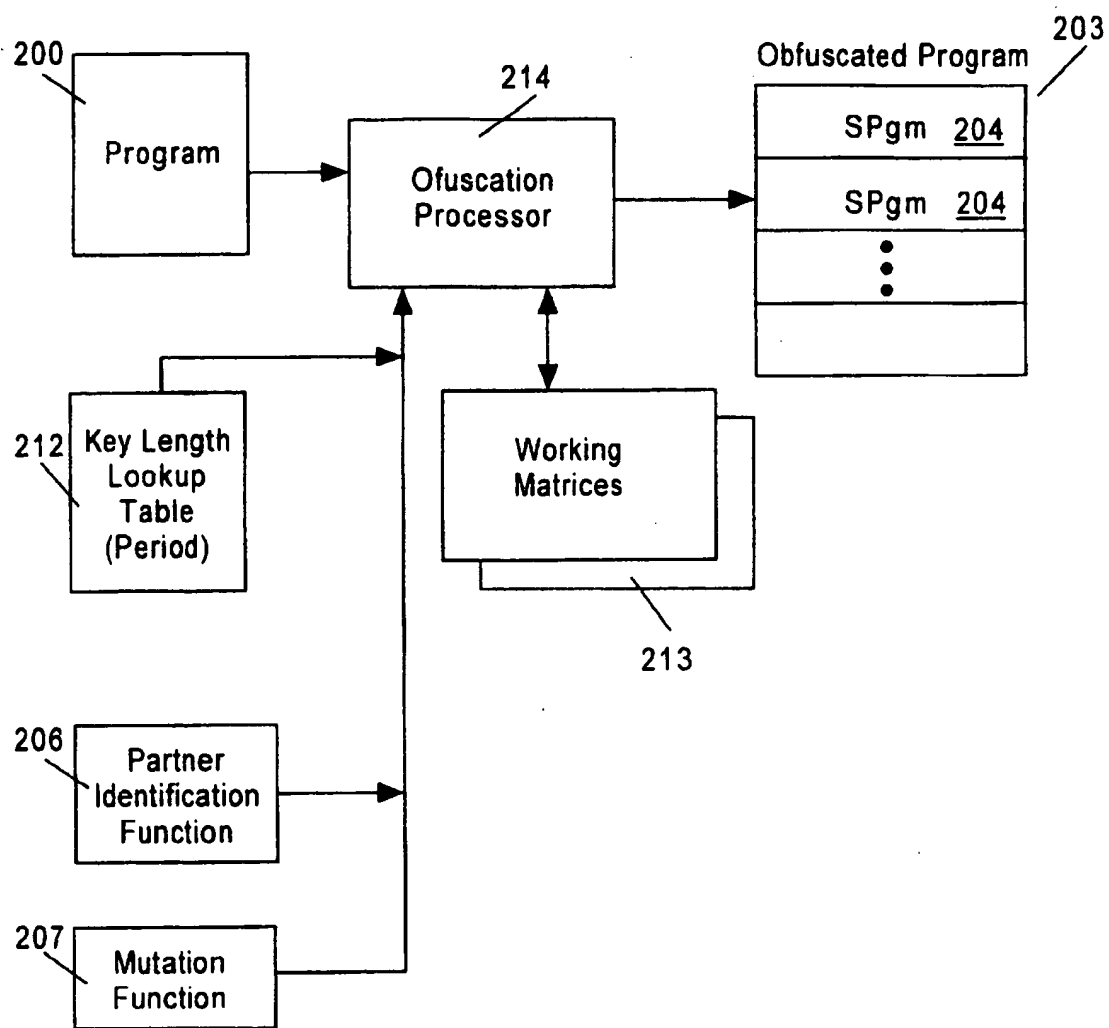 200
Program
214
Ofuscation
Processor
203
Obfuscated Program
SPgm 204
SPgm 204
212
Key Length
Lookup
Table
(Period)
Working
Matrices
213
206
Partner
Identification
Function
207
Mutation
Function